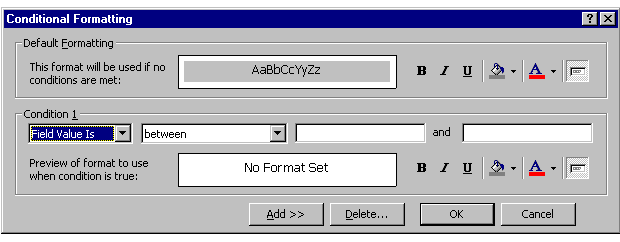 Conditional Formatting
Default Formatting
This format will be used if no
conditions are met:
AaBbCcYyZz
B I U A
Condition 1
Field Value Is between and
Preview of format to use
when condition is true:
No Format Set
B I U A
Add >> Delete... OK Cancel